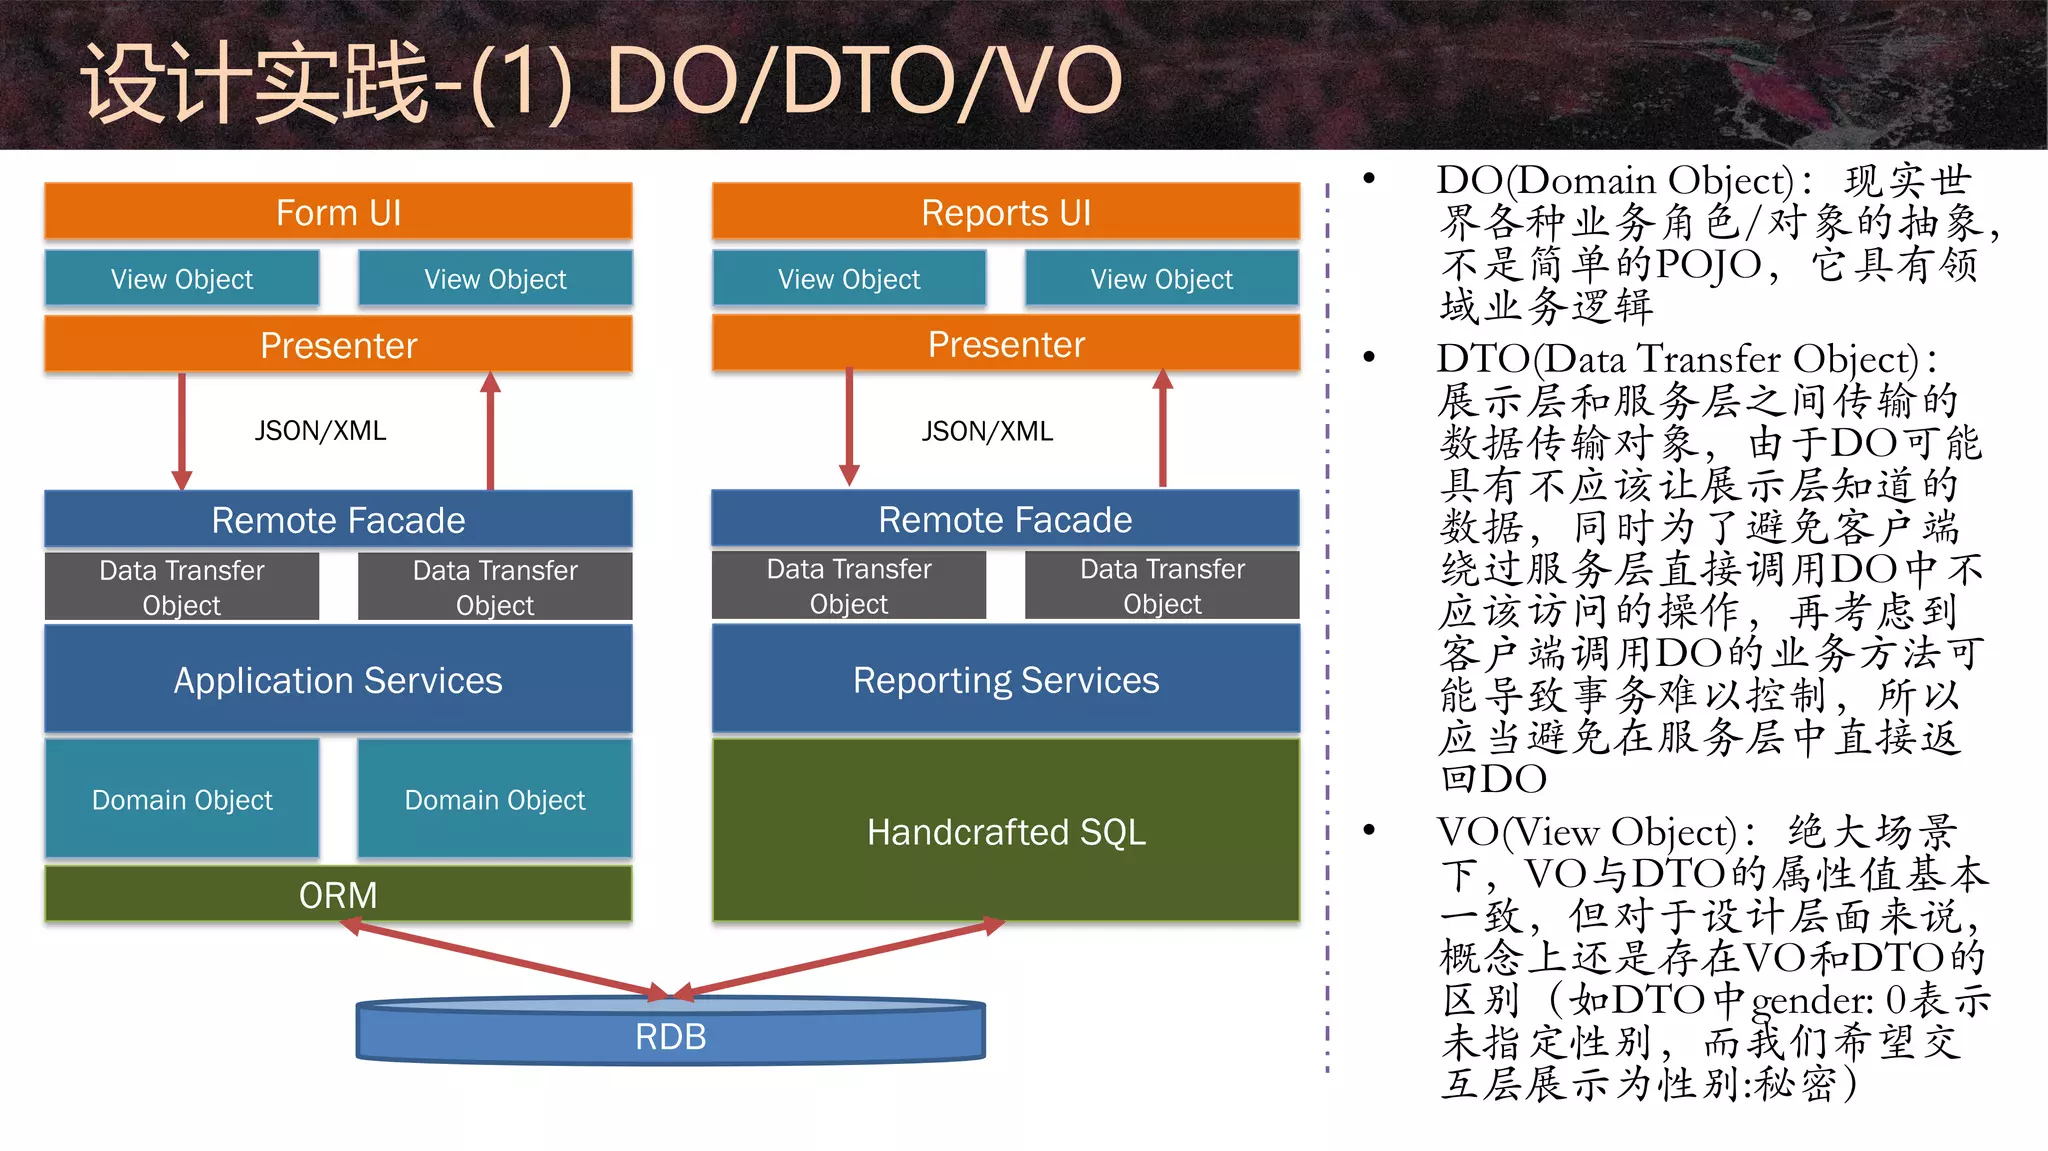 设计实践-(1) DO/DTO/VO
Form UI
View Object
View Object
Presenter
JSON/XML
Remote Facade
Data Transfer
Object
Data Transfer
Object
Application Services
Domain Object
Domain Object
ORM
Reports UI
View Object
View Object
Presenter
JSON/XML
Remote Facade
Data Transfer
Object
Data Transfer
Object
Reporting Services
Handcrafted SQL
RDB
• DO(Domain Object)：现实世
界各种业务角色/对象的抽象，
不是简单的POJO，它具有领
域业务逻辑
• DTO(Data Transfer Object)：
展示层和服务层之间传输的
数据传输对象，由于DO可能
具有不应该让展示层知道的
数据，同时为了避免客户端
绕过服务层直接调用DO中不
应该访问的操作，再考虑到
客户端调用DO的业务方法可
能导致事务难以控制，所以
应当避免在服务层中直接返
回DO
• VO(View Object)：绝大场景
下，VO与DTO的属性值基本
一致，但对于设计层面来说，
概念上还是存在VO和DTO的
区别（如DTO中gender: 0表示
未指定性别，而我们希望交
互层展示为性别:秘密）